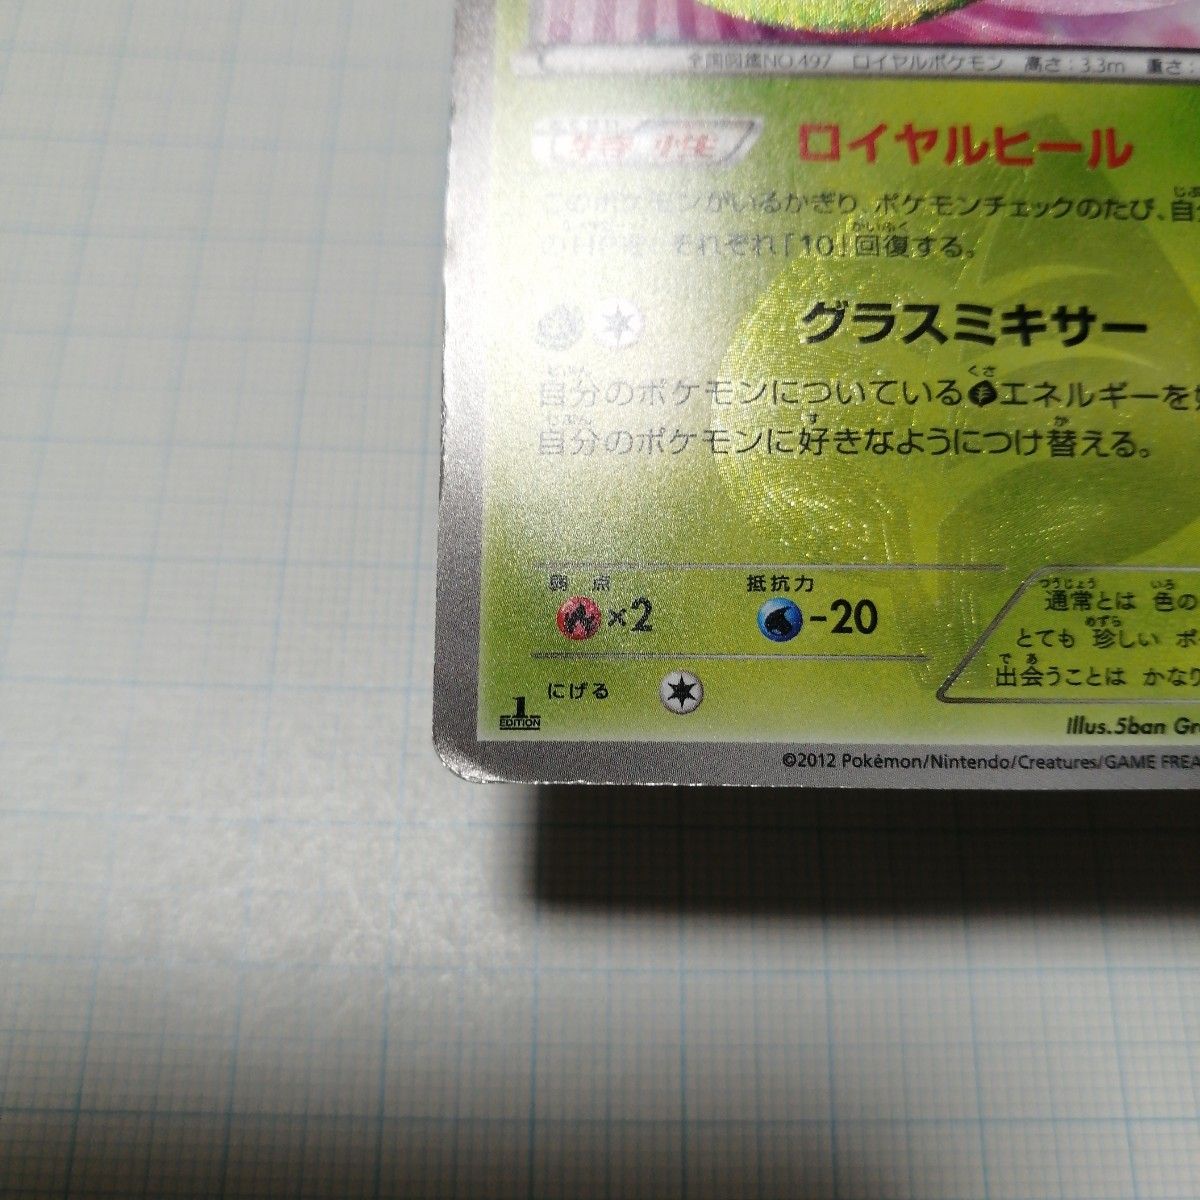 全国図鑑NO.497 ロイヤルポケモン 高さ:3.3m 重さ:
特性 ロイヤルヒール
このポケモンがいるかぎり、ポケモンチェックのたび、自
それぞれ「10」回復する。
グラスミキサー
自分のポケモンについているエネルギーを
自分のポケモンに好きなようにつけ替える。
弱点 抵抗力
×2 -20
通常とは 色の
とても 珍しい ポ
出会うことは かなり
にげる
1 EDITION
Illus.5ban Gr
©2012 Pokémon/Nintendo/Creatures/GAME FREA